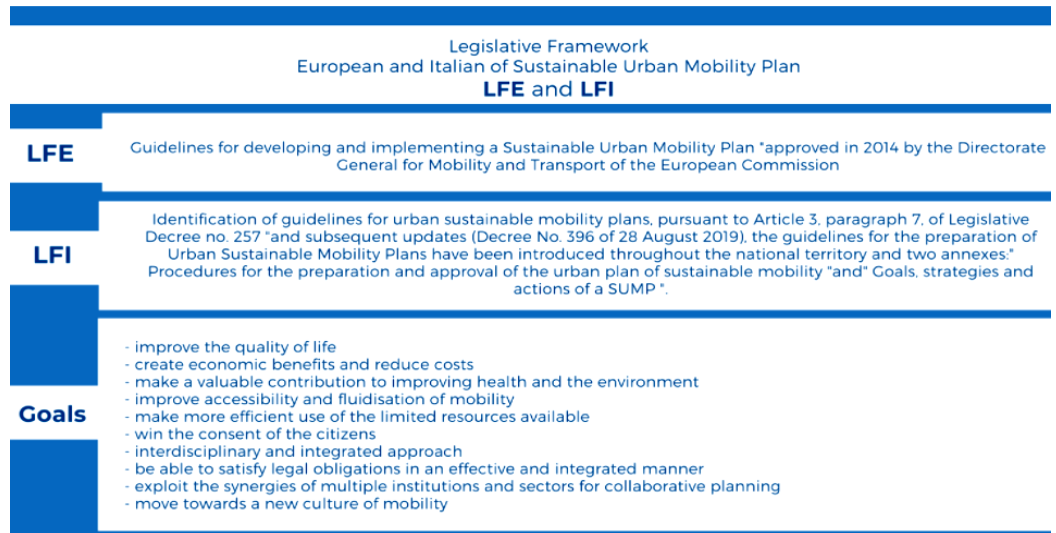 Legislative Framework
European and Italian of Sustainable Urban Mobility Plan
LFE and LFI
LFE
Guidelines for developing and implementing a Sustainable Urban Mobility Plan "approved in 2014 by the Directorate
General for Mobility and Transport of the European Commission
LFI
Identification of guidelines for urban sustainable mobility plans, pursuant to Article 3, paragraph 7, of Legislative
Decree no. 257 "and subsequent updates (Decree No. 396 of 28 August 2019), the guidelines for the preparation of
Urban Sustainable Mobility Plans have been introduced throughout the national territory and two annexes:"
Procedures for the preparation and approval of the urban plan of sustainable mobility "and" Goals, strategies and
actions of a SUMP ".
Goals
- improve the quality of life
- create economic benefits and reduce costs
- make a valuable contribution to improving health and the environment
- improve accessibility and fluidisation of mobility
- make more efficient use of the limited resources available
- win the consent of the citizens
- interdisciplinary and integrated approach
- be able to satisfy legal obligations in an effective and integrated manner
- exploit the synergies of multiple institutions and sectors for collaborative planning
- move towards a new culture of mobility